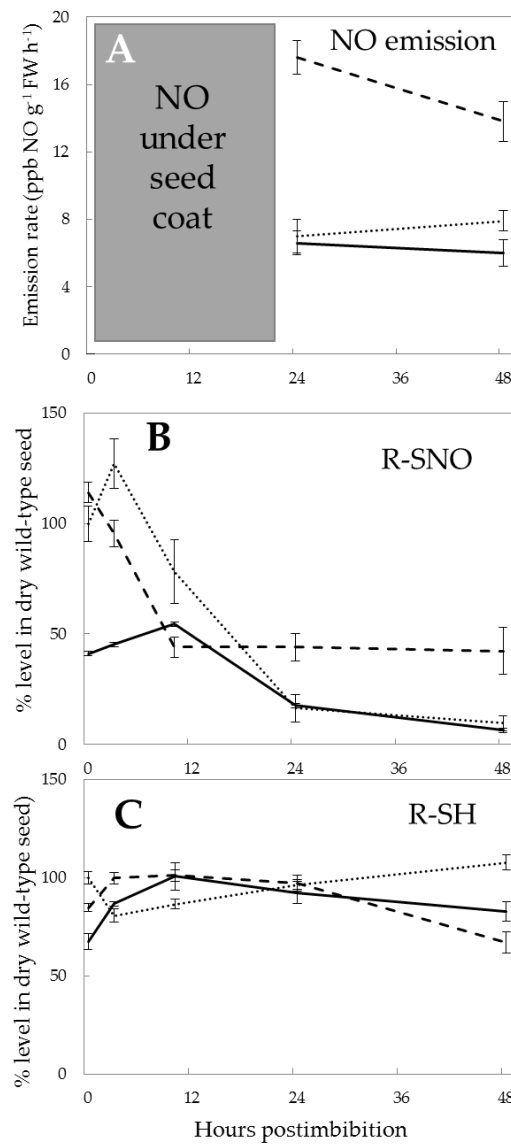 Emission rate (ppb NO g⁻¹ FW h⁻¹)
20
16
12
8
4
0
A
NO
under
seed
coat
NO emission
0 12 24 36 48
% level in dry wild-type seed
150
100
50
0
B
R-SNO
0 12 24 36 48
% level in dry wild-type seed)
150
100
50
0
C
R-SH
0 12 24 36 48
Hours postimbibition